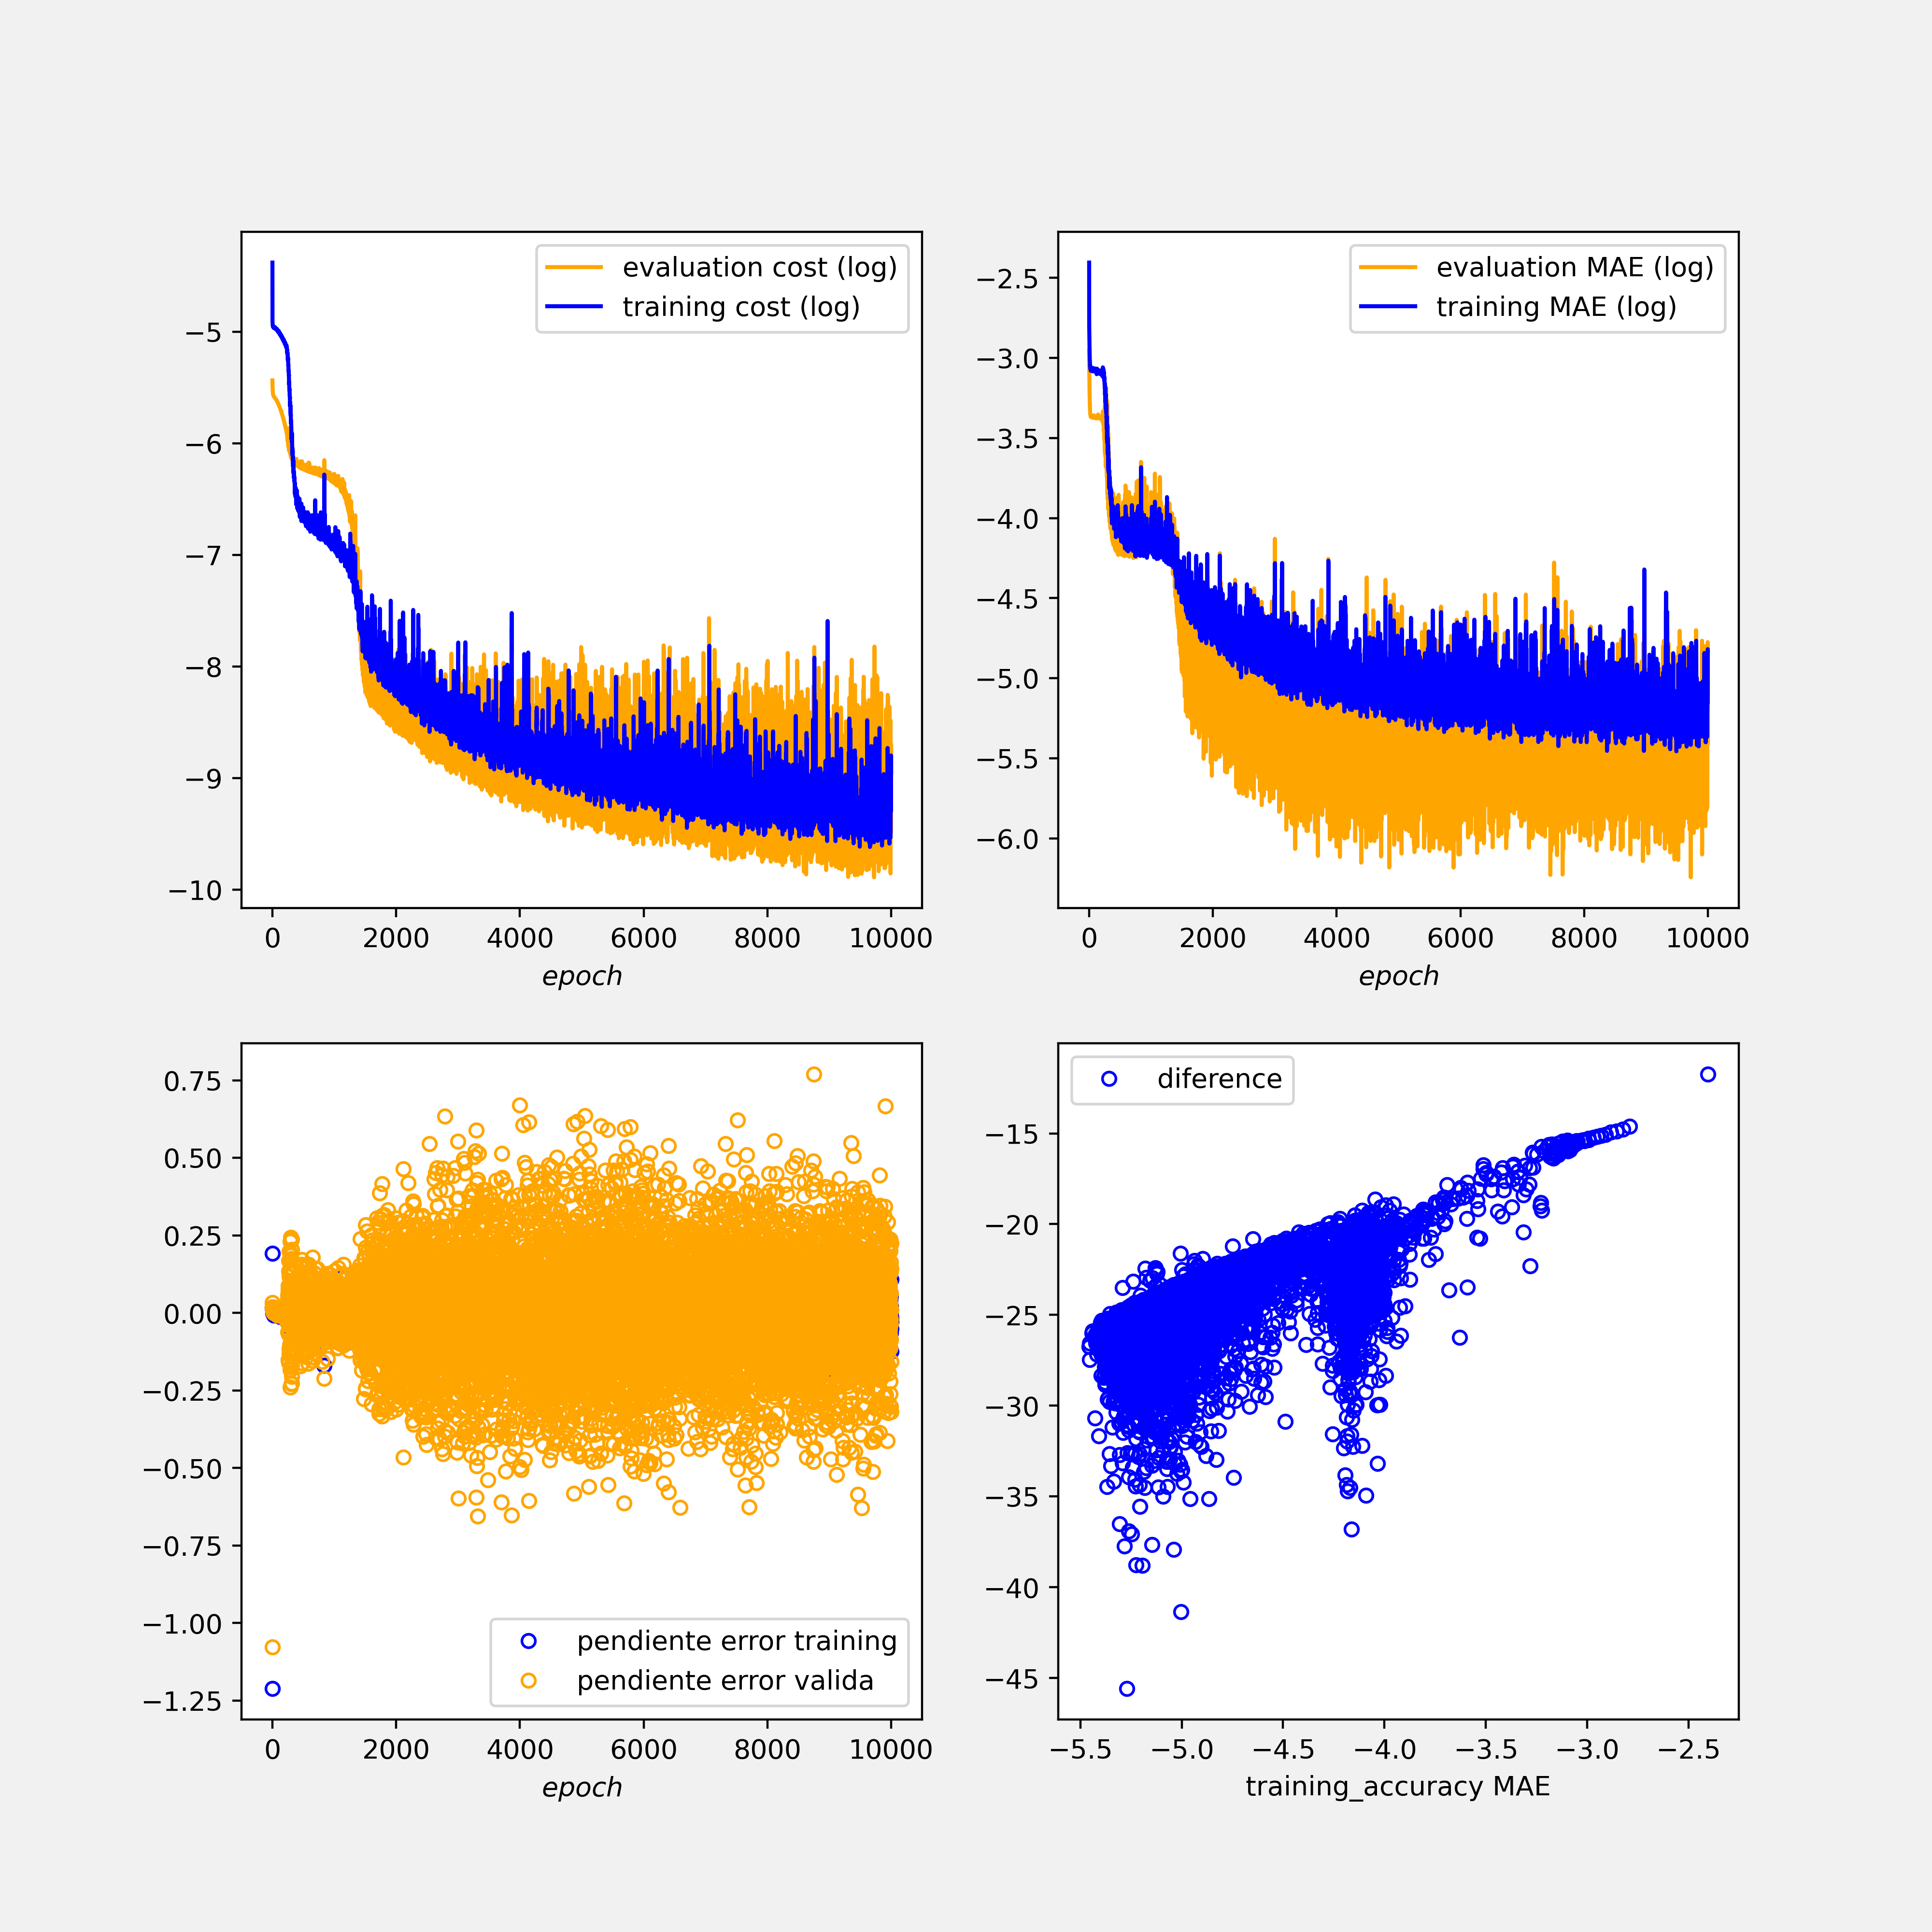 evaluation cost (log)
training cost (log)
−5
−6
−7
−8
−9
−10
0 2000 4000 6000 8000 10000
epoch
evaluation MAE (log)
training MAE (log)
−2.5
−3.0
−3.5
−4.0
−4.5
−5.0
−5.5
−6.0
0 2000 4000 6000 8000 10000
epoch
0.75
0.50
0.25
0.00
−0.25
−0.50
−0.75
−1.00
−1.25
pendiente error training
pendiente error valida
0 2000 4000 6000 8000 10000
epoch
diference
−15
−20
−25
−30
−35
−40
−45
−5.5 −5.0 −4.5 −4.0 −3.5 −3.0 −2.5
training_accuracy MAE